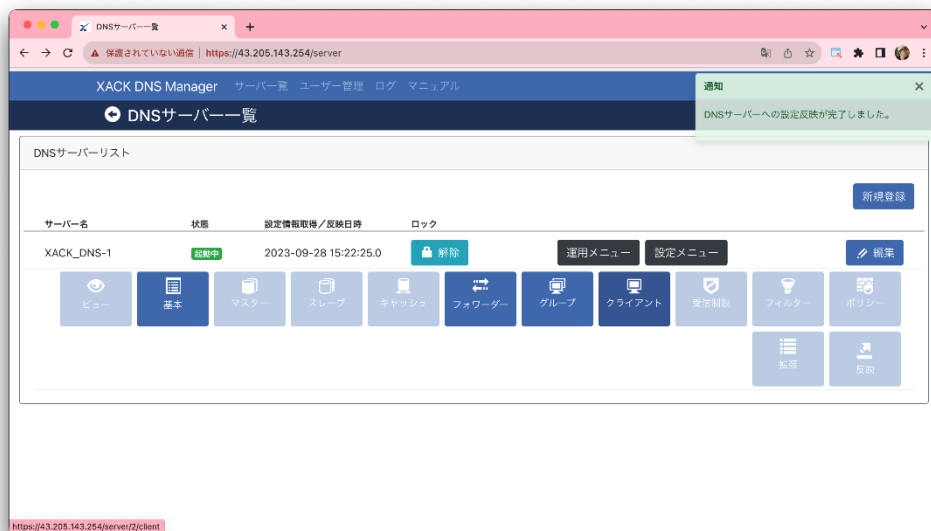 DNSサーバー一覧
保護されていない通信 | https://43.205.143.254/server
XACK DNS Manager サーバー覧 ユーザー管理 ログ マニュアル
通知
DNSサーバーへの設定反映が完了しました。
DNSサーバー一覧
DNSサーバーリスト
新規登録
サーバー名 状態 設定情報取得／反映日時 ロック
XACK_DNS-1 起動中 2023-09-28 15:22:25.0 解除 運用メニュー 設定メニュー 編集
ビュー 基本 マスター スレーブ キャッシュ フォワーダー グループ クライアント 受信制限 フィルター ポリシー
拡張 反映
https://43.205.143.254/server/2/client